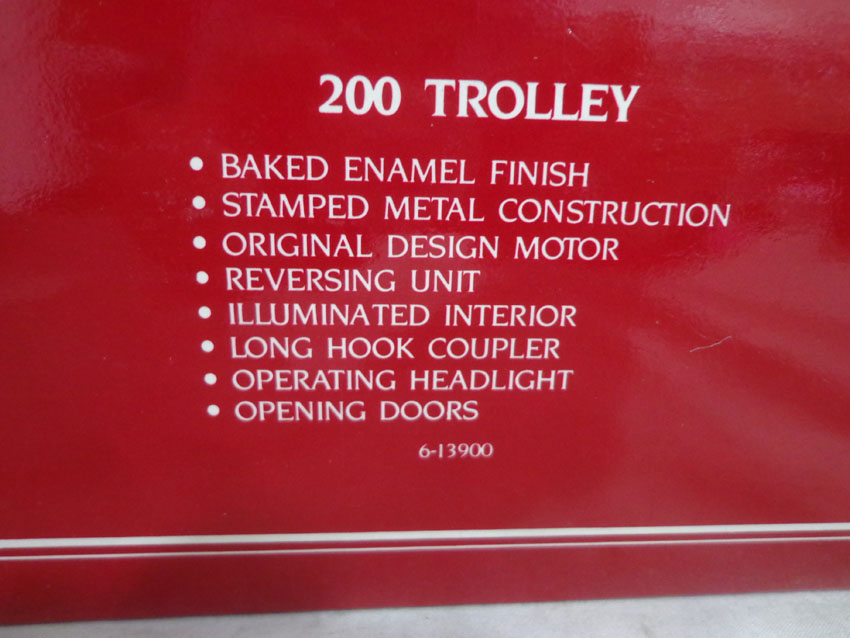 200 TROLLEY
• BAKED ENAMEL FINISH
• STAMPED METAL CONSTRUCTION
• ORIGINAL DESIGN MOTOR
• REVERSING UNIT
• ILLUMINATED INTERIOR
• LONG HOOK COUPLER
• OPERATING HEADLIGHT
• OPENING DOORS
6-13900